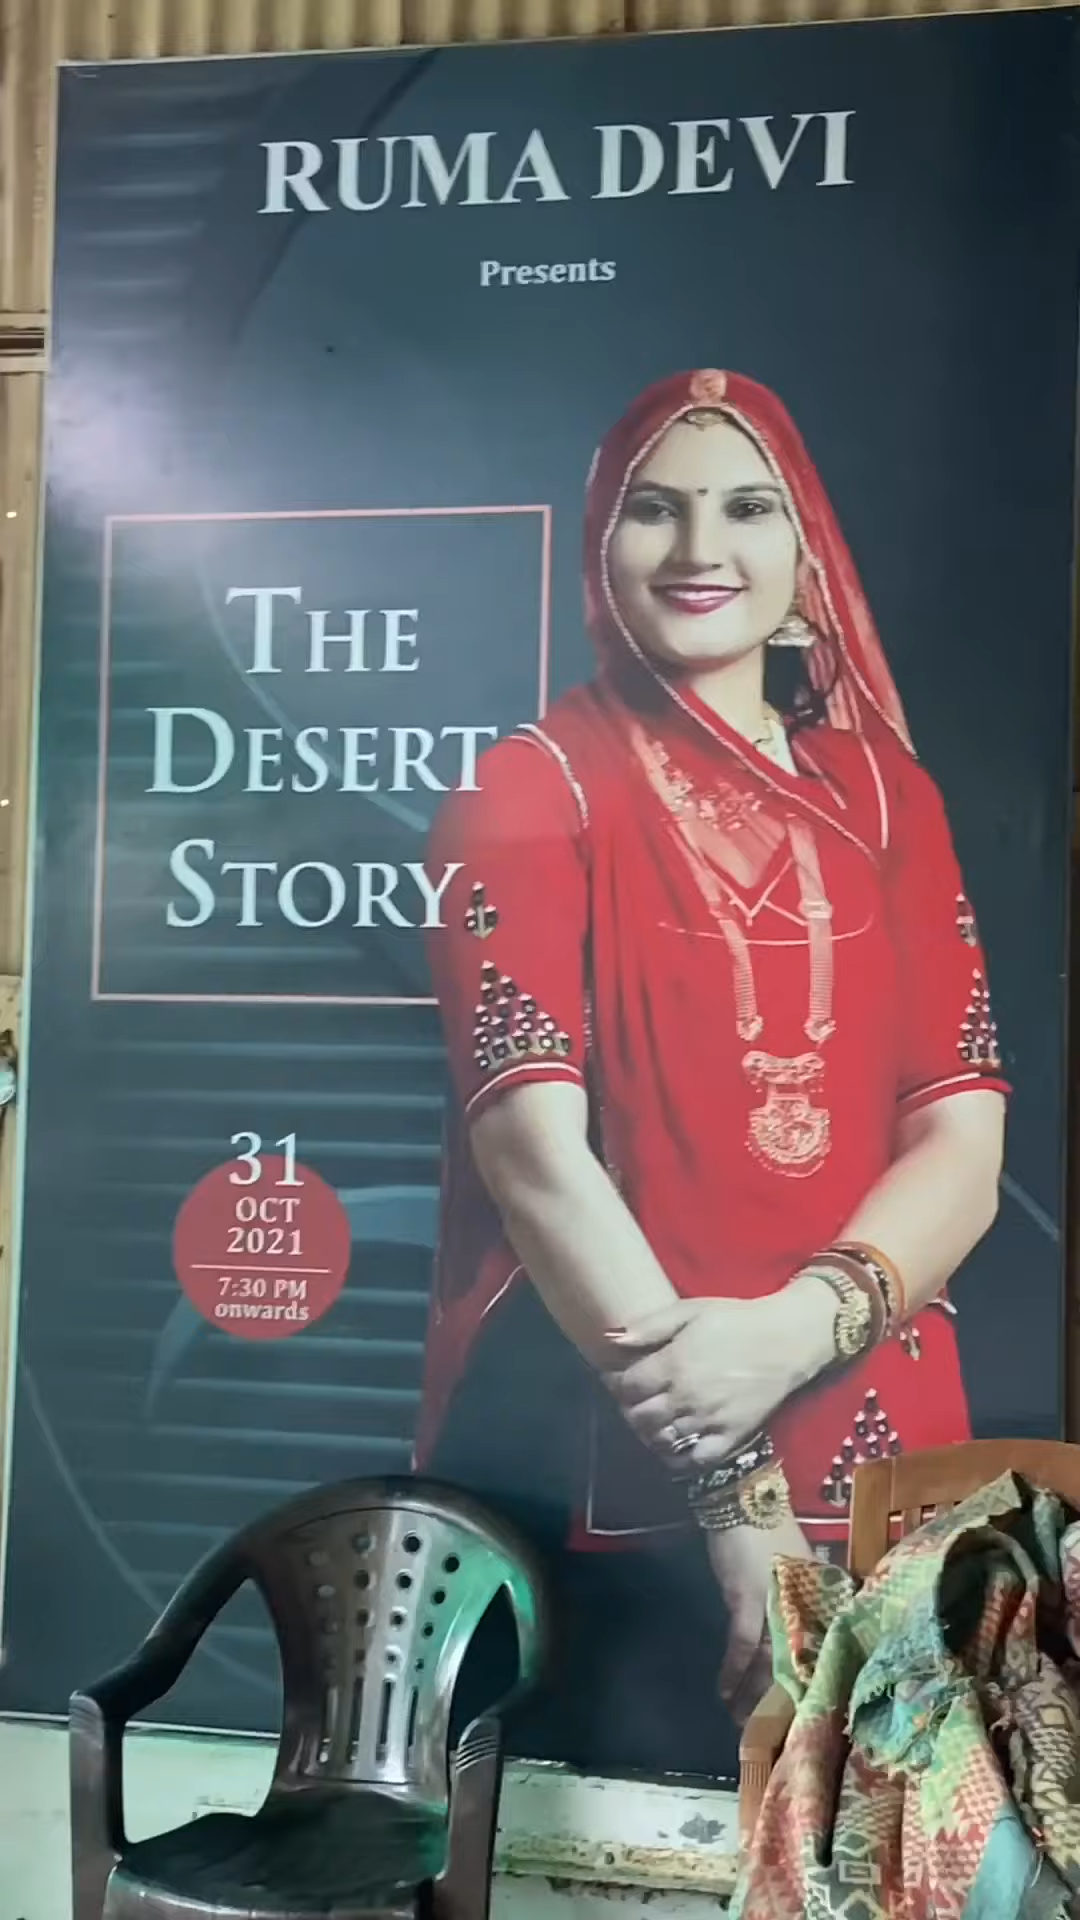 RUMA DEVI
Presents
THE
DESERT
STORY
31
OCT
2021
7:30 PM
onwards